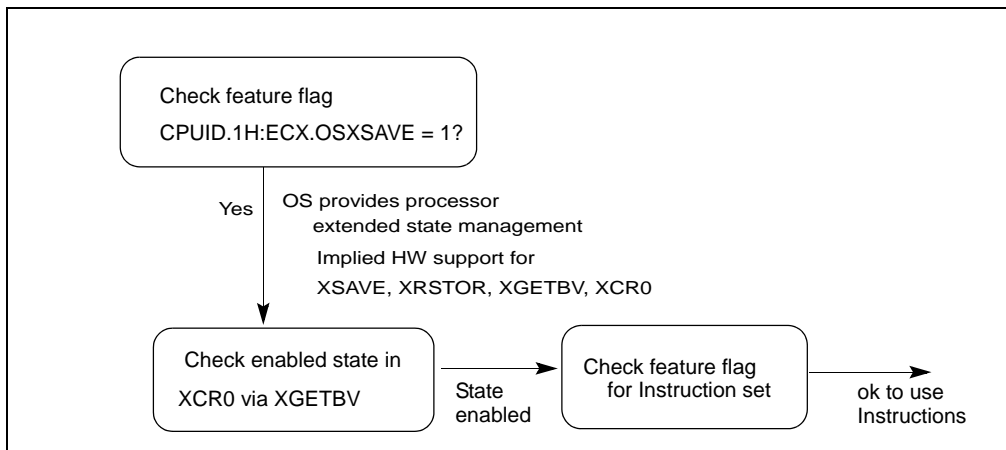 Check feature flag
CPUID.1H:ECX.OSXSAVE = 1?
Yes
OS provides processor
extended state management
Implied HW support for
XSAVE, XRSTOR, XGETBV, XCR0
Check enabled state in
XCR0 via XGETBV
State
enabled
Check feature flag
for Instruction set
ok to use
Instructions